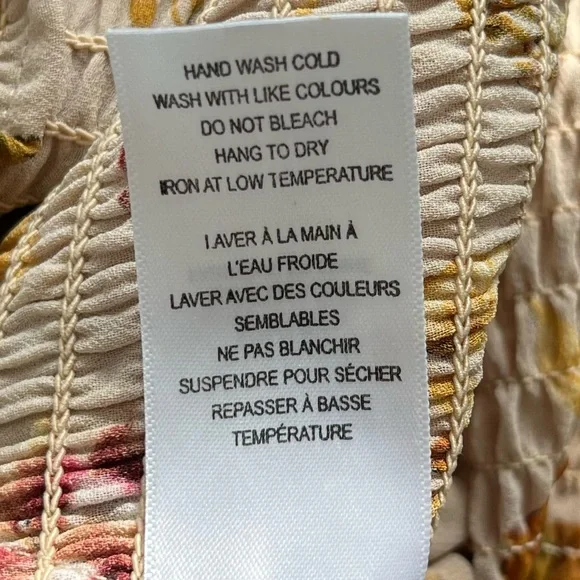 HAND WASH COLD
WASH WITH LIKE COLOURS
DO NOT BLEACH
HANG TO DRY
IRON AT LOW TEMPERATURE
LAVER À LA MAIN À
L'EAU FROIDE
LAVER AVEC DES COULEURS
SEMBLABLES
NE PAS BLANCHIR
SUSPENDRE POUR SÉCHER
REPASSER À BASSE
TEMPÉRATURE